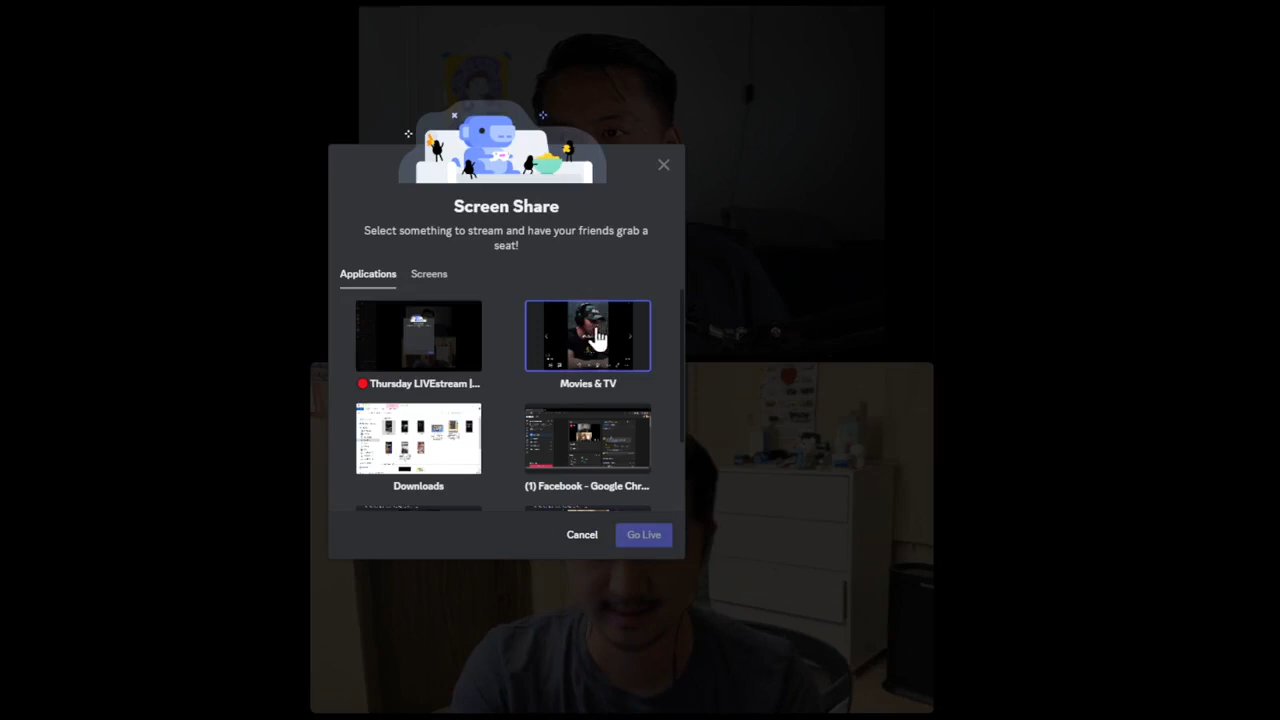 Screen Share
Select something to stream and have your friends grab a
seat!
Applications Screens
Thursday LIVEstream |...
Movies & TV
Downloads
(1) Facebook - Google Chr...
Cancel
Go Live